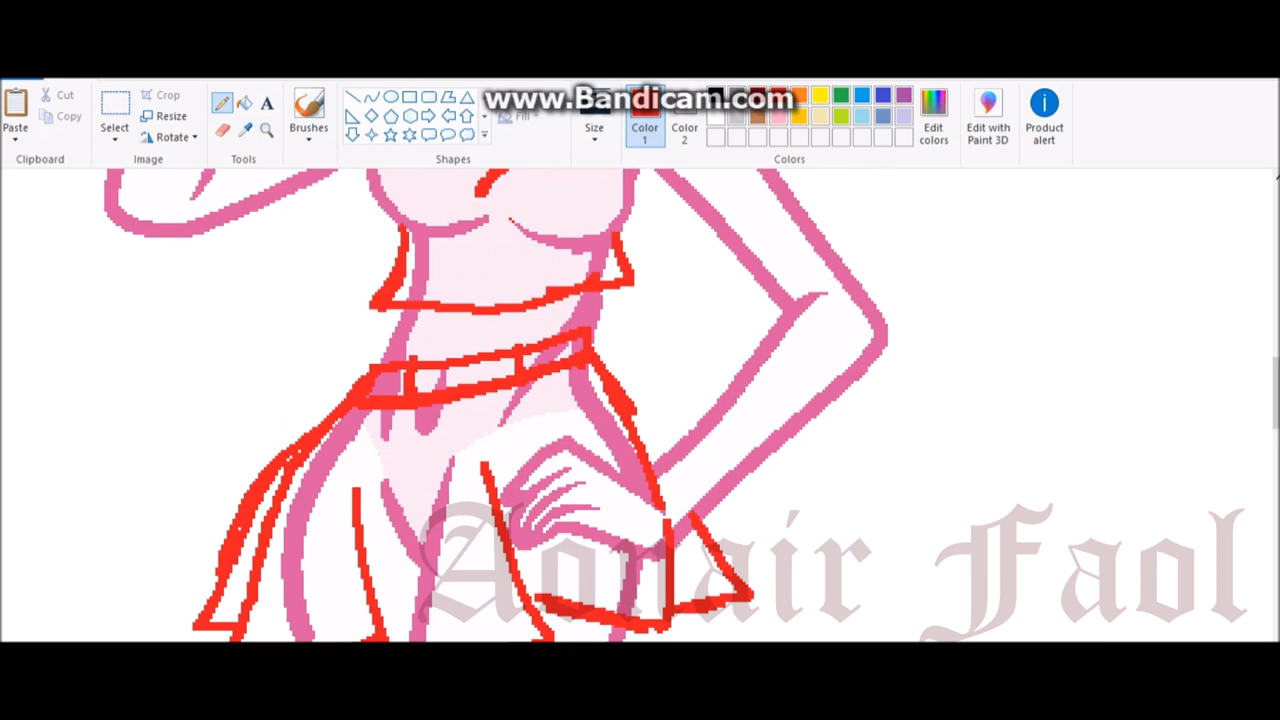 www.Bandicam.com
Paste
Cut
Copy
Clipboard
Select
Crop
Resize
Rotate
Image
A
Tools
Brushes
Shapes
Fill
Size
Color 1
Color 2
Edit colors
Colors
Edit with Paint 3D
Product alert
Aonair Faol